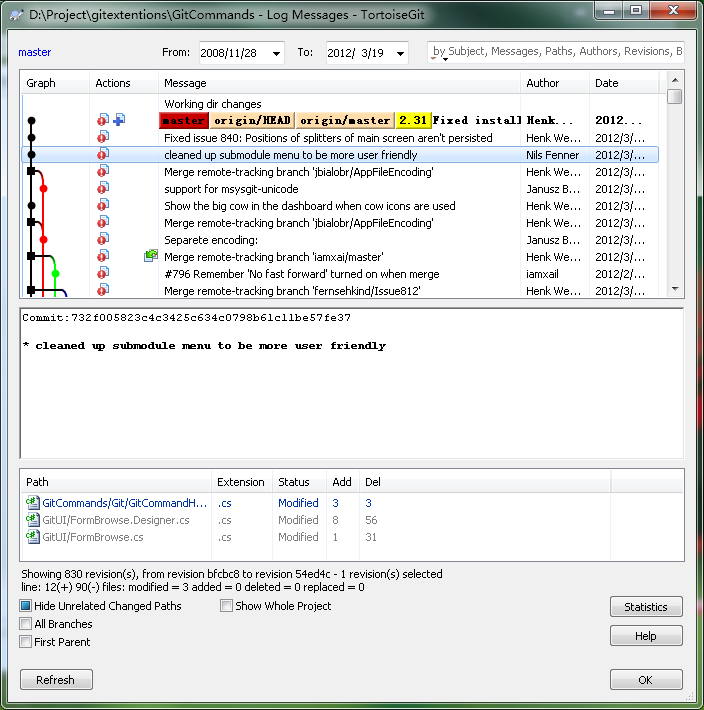 D:\Project\gitextentions\GitCommands - Log Messages - TortoiseGit
master From: 2008/11/28 To: 2012/ 3/19 by Subject, Messages, Paths, Authors, Revisions, B
Graph Actions Message Author Date
Working dir changes
master origin/HEAD origin/master 2.31 Fixed instal Henk... 2012...
Fixed issue 840: Positions of splitters of main screen aren't persisted Henk We... 2012/3/...
cleaned up submodule menu to be more user friendly Nils Fenner 2012/3/...
Merge remote-tracking branch 'jbialobr/AppFileEncoding' Henk We... 2012/3/...
support for msysgit-unicode Janusz B... 2012/3/...
Show the big cow in the dashboard when cow icons are used Henk We... 2012/3/...
Merge remote-tracking branch 'jbialobr/AppFileEncoding' Henk We... 2012/3/...
Separete encoding: Janusz B... 2012/3/...
Merge remote-tracking branch 'iamxai/master' Henk We... 2012/3/...
#796 Remember 'No fast forward' turned on when merge iamxail 2012/2/...
Merge remote-tracking branch 'fernsehkind/Issue812' Henk We... 2012/3/...
Commit:732f005823c4c3425c634c0798b61c11be57fe37
* cleaned up submodule menu to be more user friendly
Path Extension Status Add Del
GitCommands/Git/GitCommandH... .cs Modified 3 3
GitUI/FormBrowse.Designer.cs .cs Modified 8 56
GitUI/FormBrowse.cs .cs Modified 1 31
Showing 830 revision(s), from revision bfcbc8 to revision 54ed4c - 1 revision(s) selected
line: 12(+) 90(-) files: modified = 3 added = 0 deleted = 0 replaced = 0
Hide Unrelated Changed Paths Show Whole Project Statistics
All Branches
First Parent Help
Refresh OK